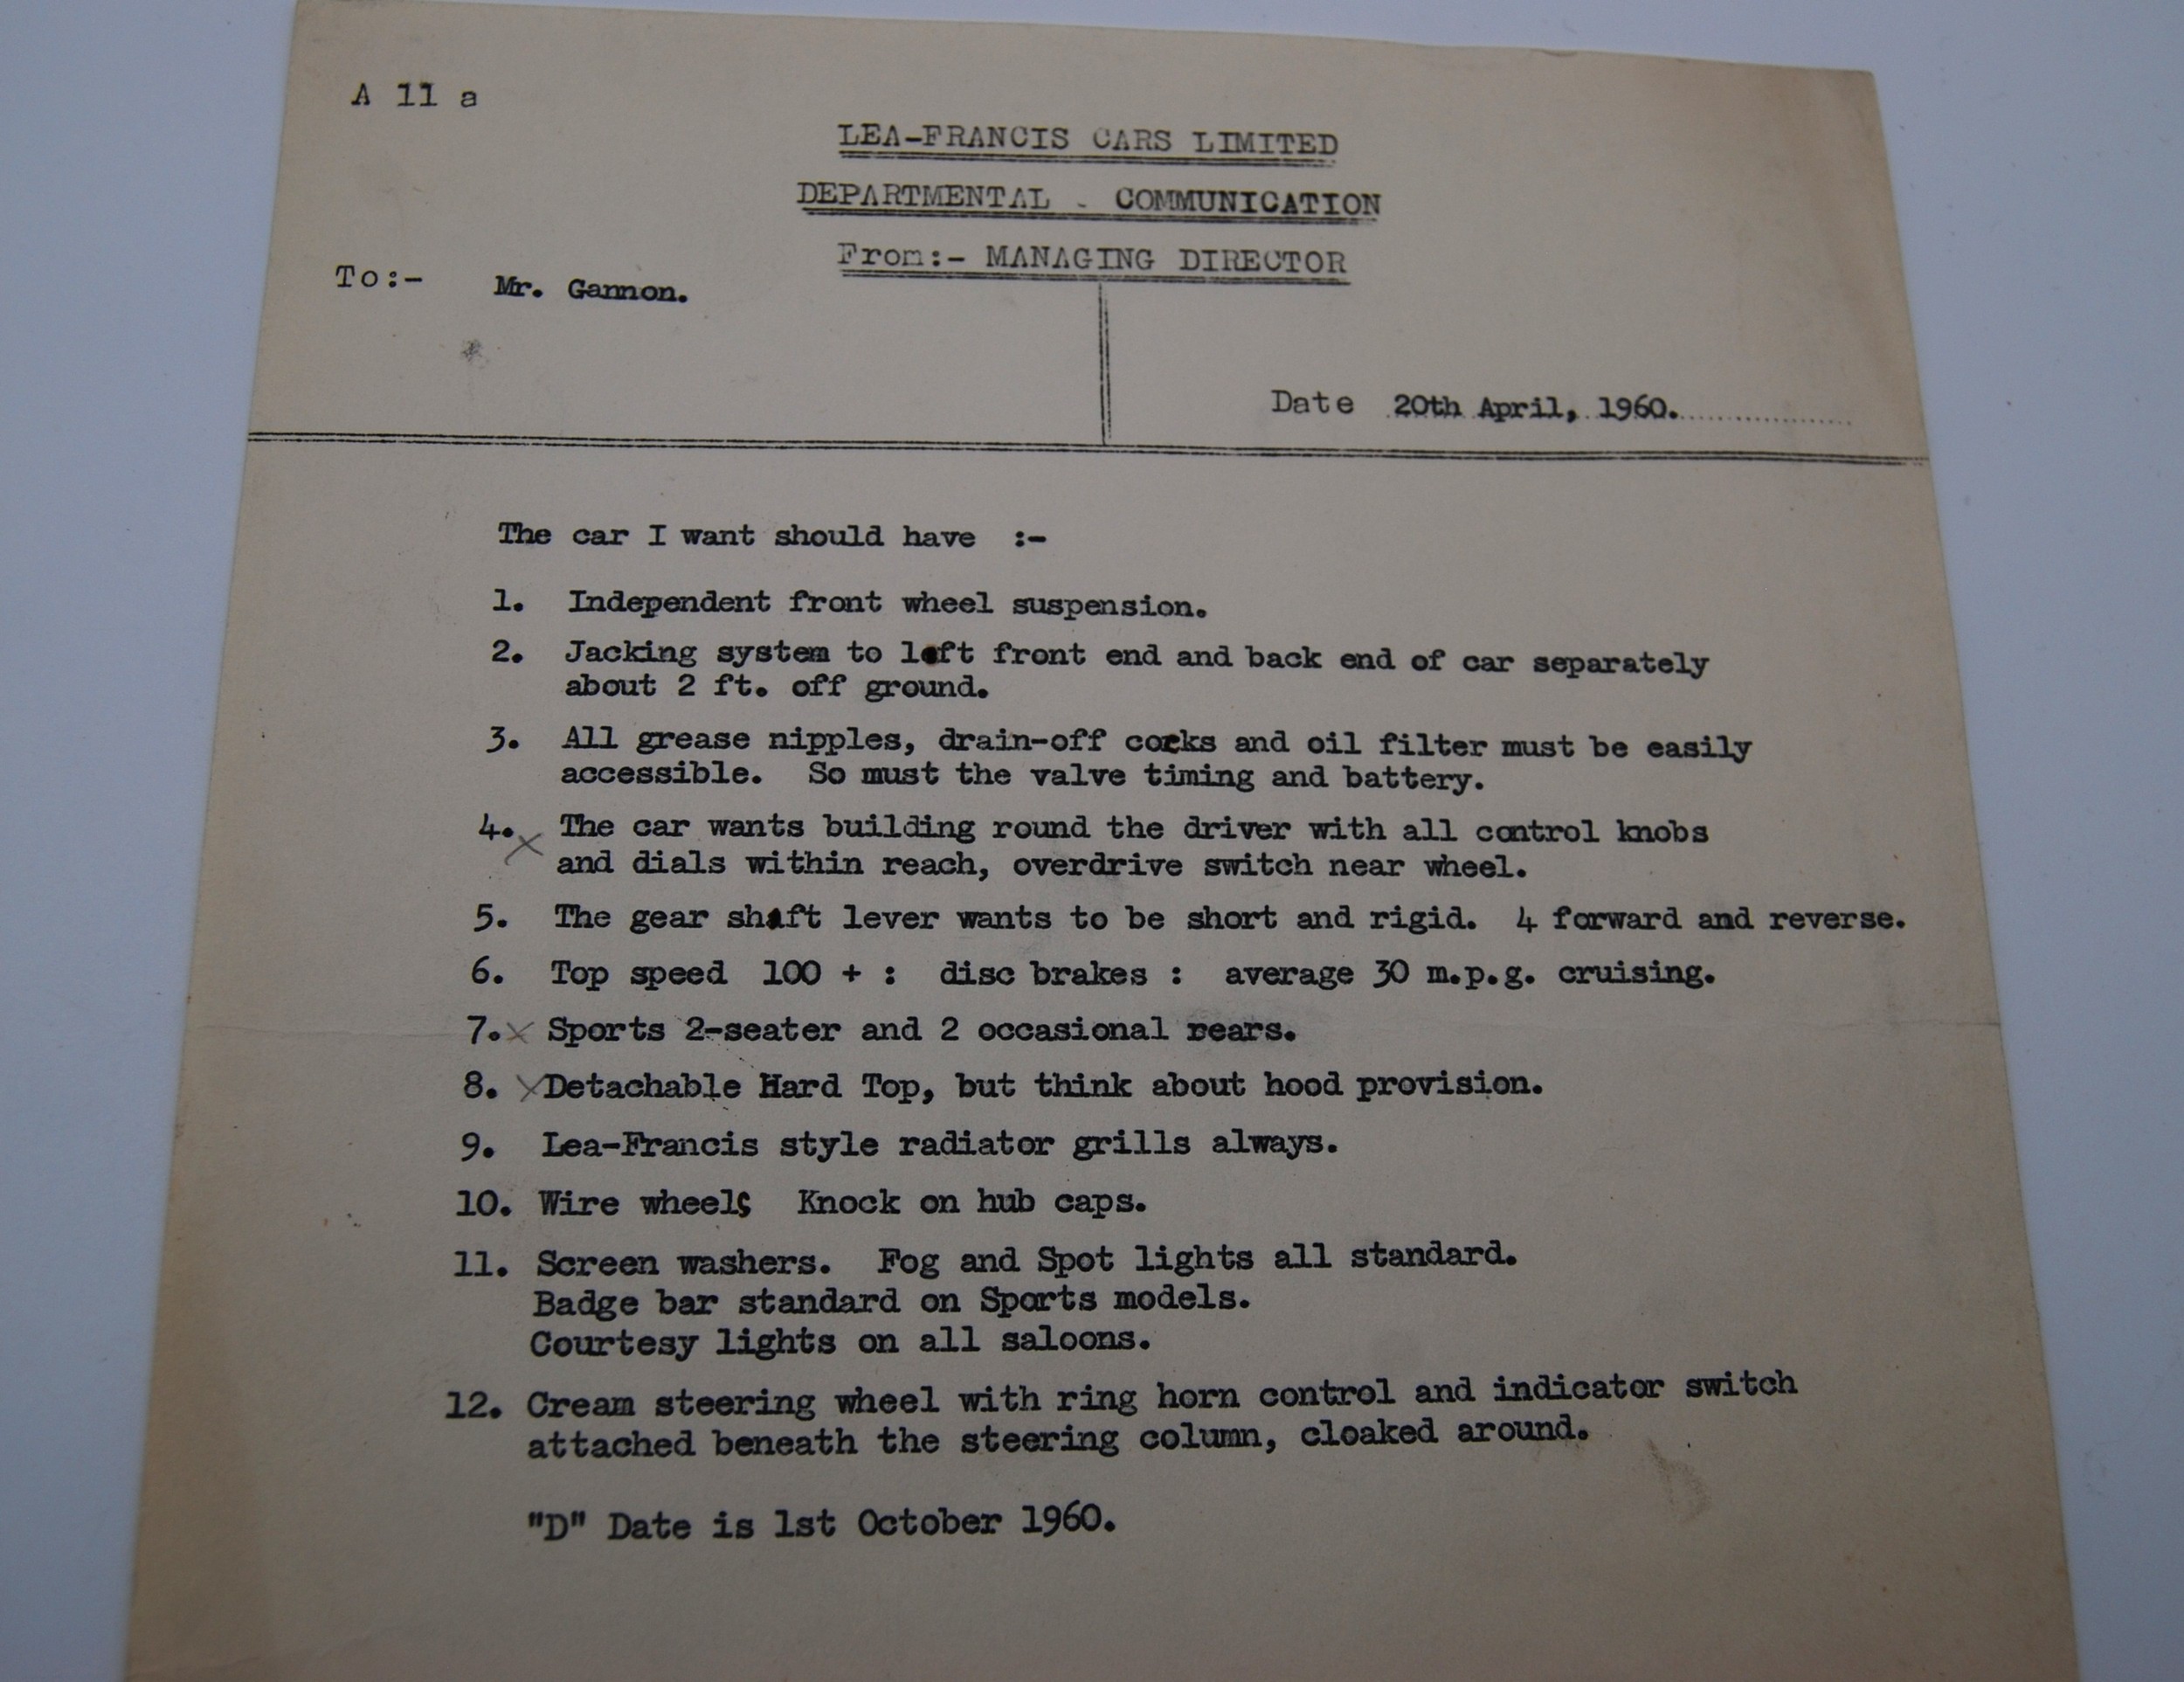 A 11 a
LEA-FRANCIS CARS LIMITED
DEPARTMENTAL - COMMUNICATION
From:- MANAGING DIRECTOR
To:- Mr. Gannon.
Date 20th April, 1960.
The car I want should have :-
1. Independent front wheel suspension.
2. Jacking system to left front end and back end of car separately
about 2 ft. off ground.
3. All grease nipples, drain-off corks and oil filter must be easily
accessible. So must the valve timing and battery.
4. The car wants building round the driver with all control knobs
and dials within reach, overdrive switch near wheel.
5. The gear shaft lever wants to be short and rigid. 4 forward and reverse.
6. Top speed 100 + : disc brakes : average 30 m.p.g. cruising.
7. x Sports 2-seater and 2 occasional rears.
8. x Detachable Hard Top, but think about hood provision.
9. Lea-Francis style radiator grills always.
10. Wire wheels Knock on hub caps.
11. Screen washers. Fog and Spot lights all standard.
Badge bar standard on Sports models.
Courtesy lights on all saloons.
12. Cream steering wheel with ring horn control and indicator switch
attached beneath the steering column, cloaked around.
"D" Date is 1st October 1960.